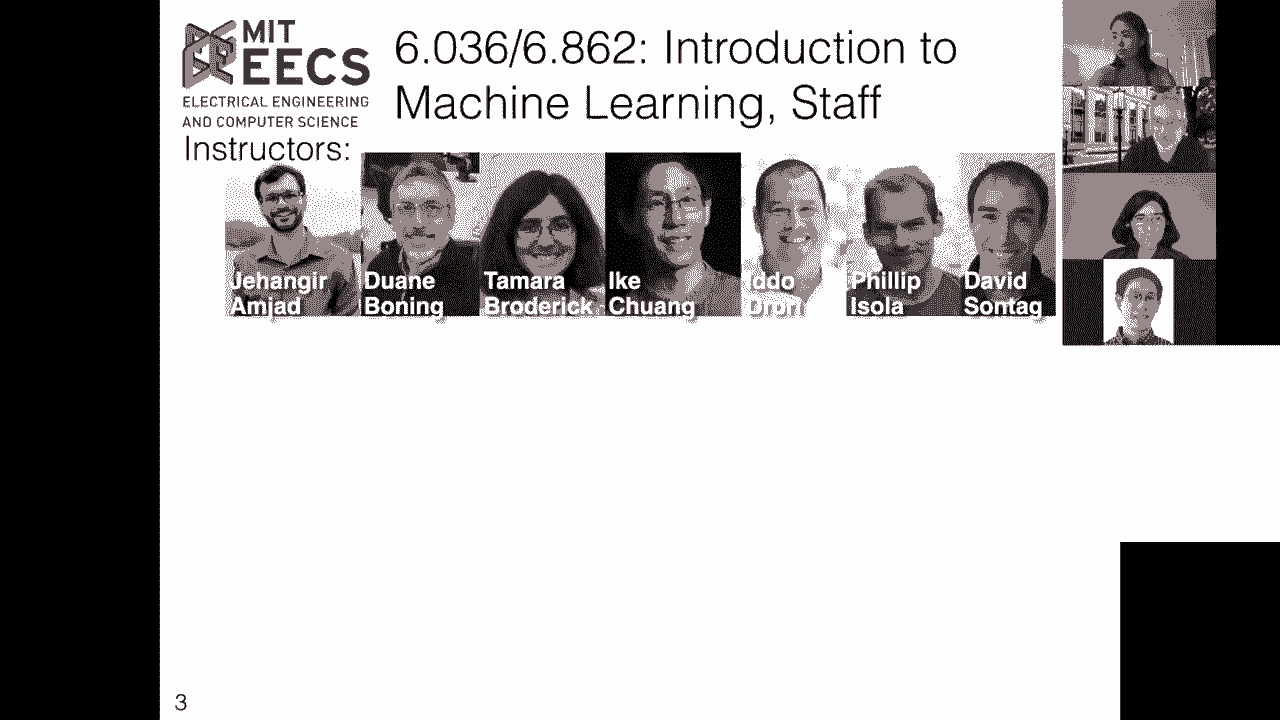 MIT
EECS
ELECTRICAL ENGINEERING
AND COMPUTER SCIENCE
6.036/6.862: Introduction to
Machine Learning, Staff
Instructors:
Jehangir
Amjad
Duane
Boning
Tamara
Broderick
Ike
Chuang
Iddo
Drori
Phillip
Isola
David
Sontag
3